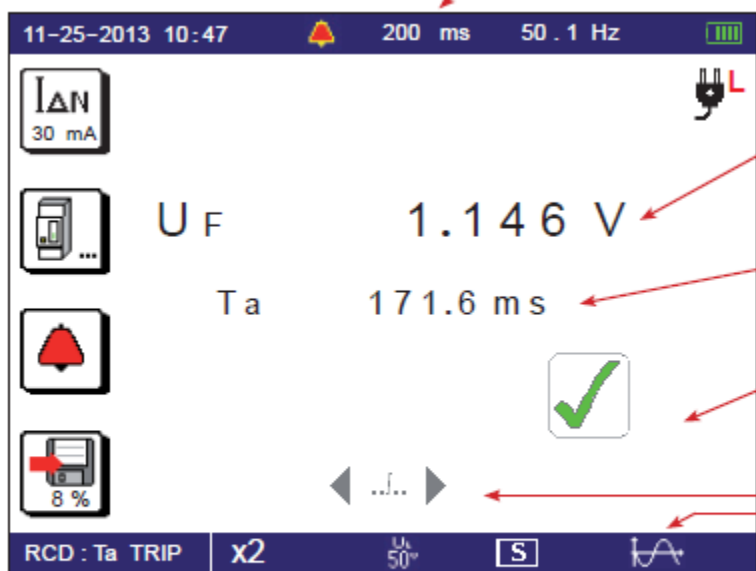 11-25-2013 10:47 200 ms 50.1 Hz
IΔN
30 mA
L
UF 1.146 V
...
Ta 171.6 ms
8 %
RCD : Ta TRIP x2 UL 50V S